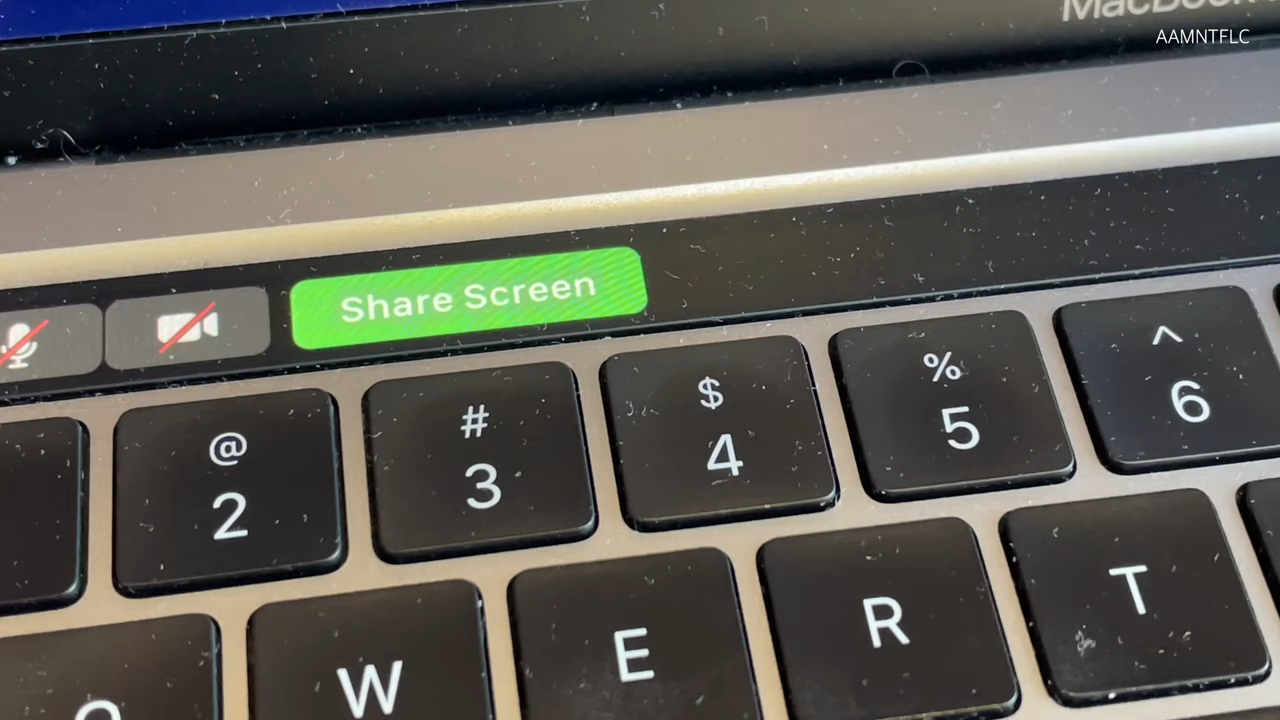 MacBook
AAMNTFLC
Share Screen
@ # $ % ^
2 3 4 5 6
W E R T